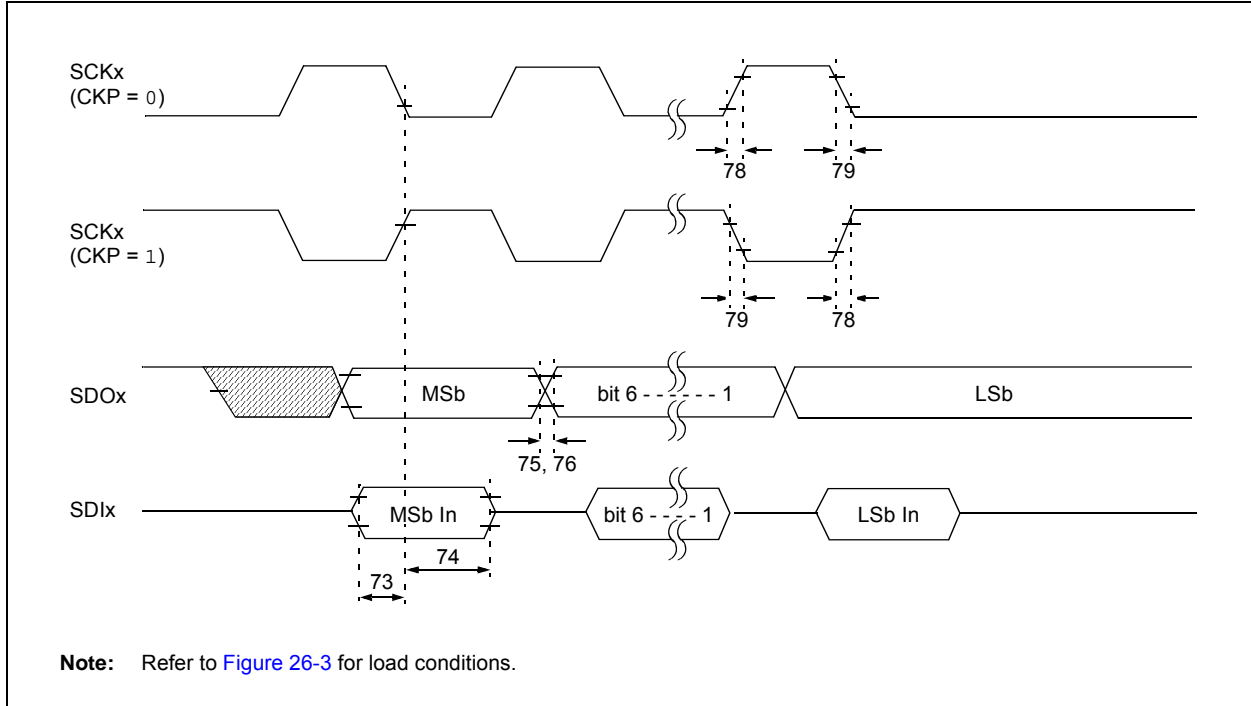 SCKx
(CKP = 0)
78
79
SCKx
(CKP = 1)
79
78
SDOx
MSb
bit 6 - - - - - - 1
LSb
75, 76
SDIx
MSb In
bit 6 - - - - - 1
LSb In
74
73
Note: Refer to Figure 26-3 for load conditions.